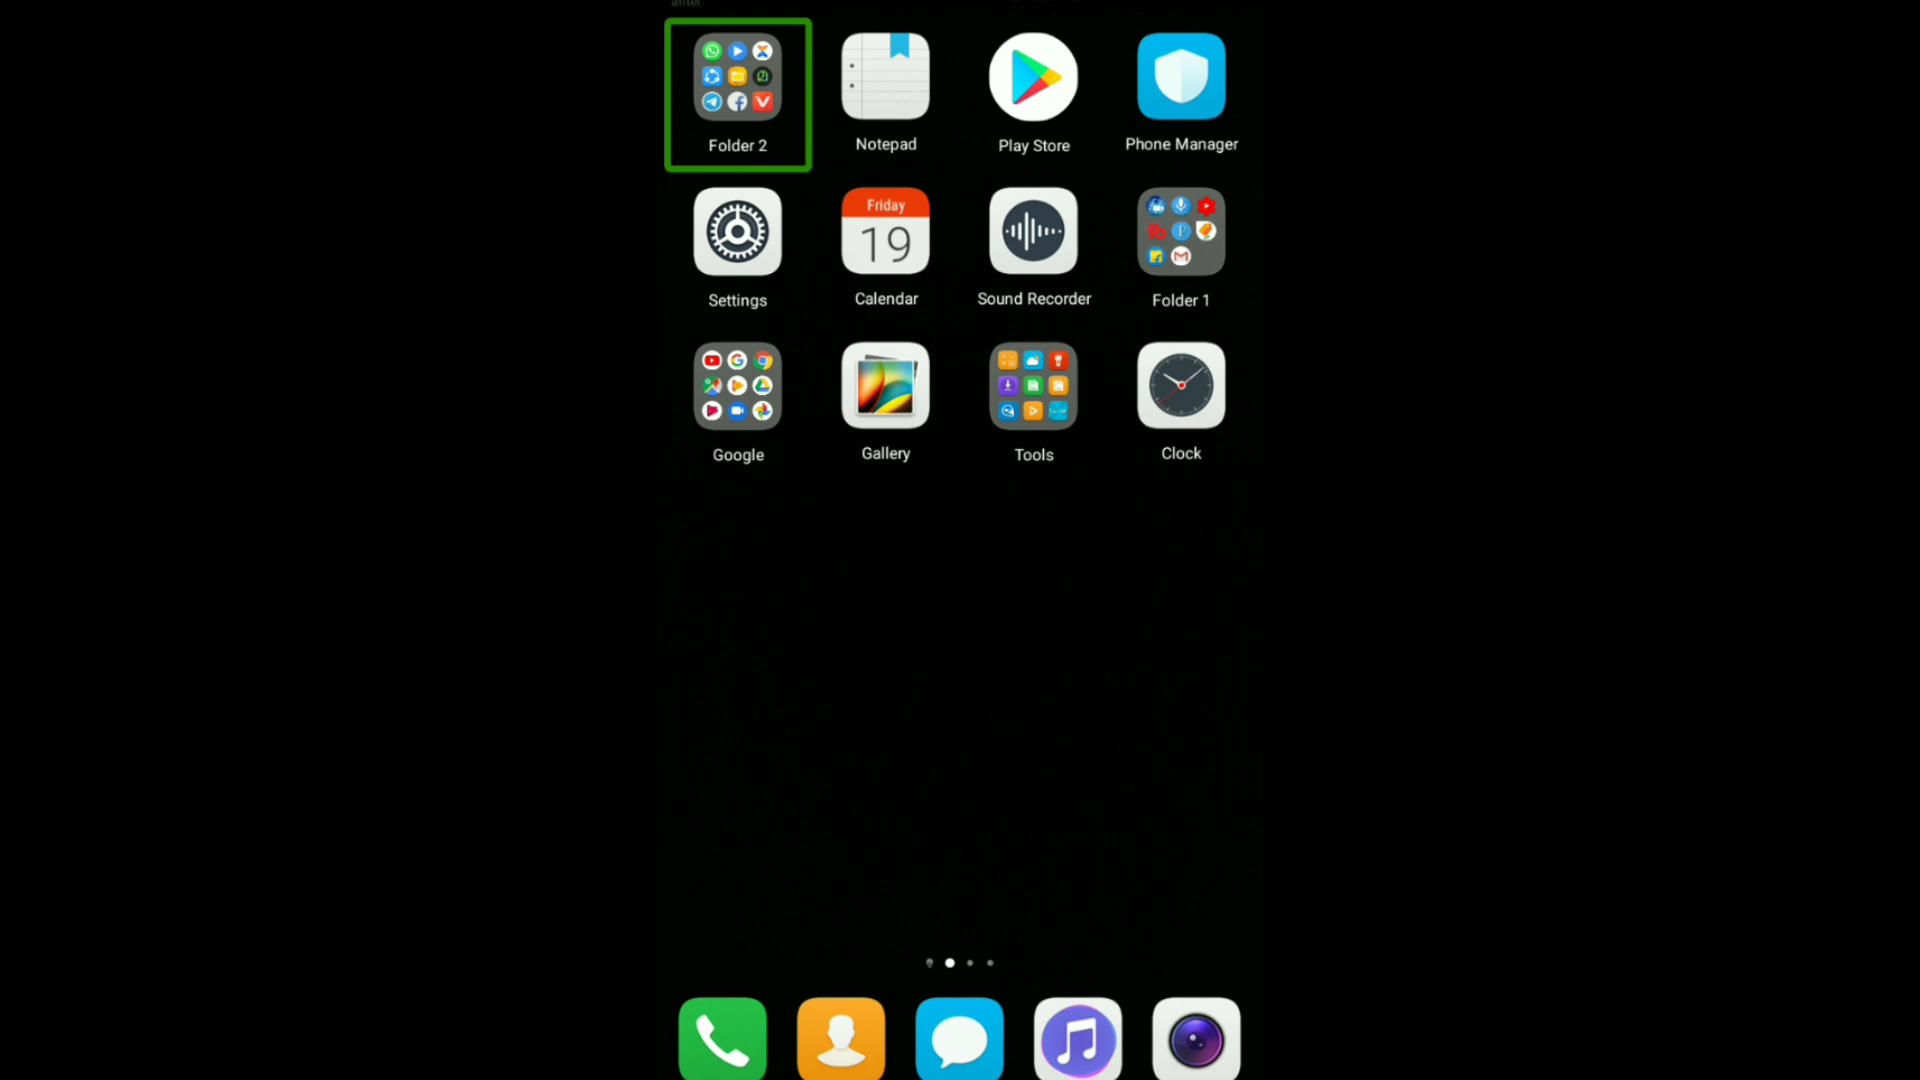 airtel
Folder 2
Notepad
Play Store
Phone Manager
Friday
19
Settings
Calendar
Sound Recorder
Folder 1
Google
Gallery
Tools
Clock